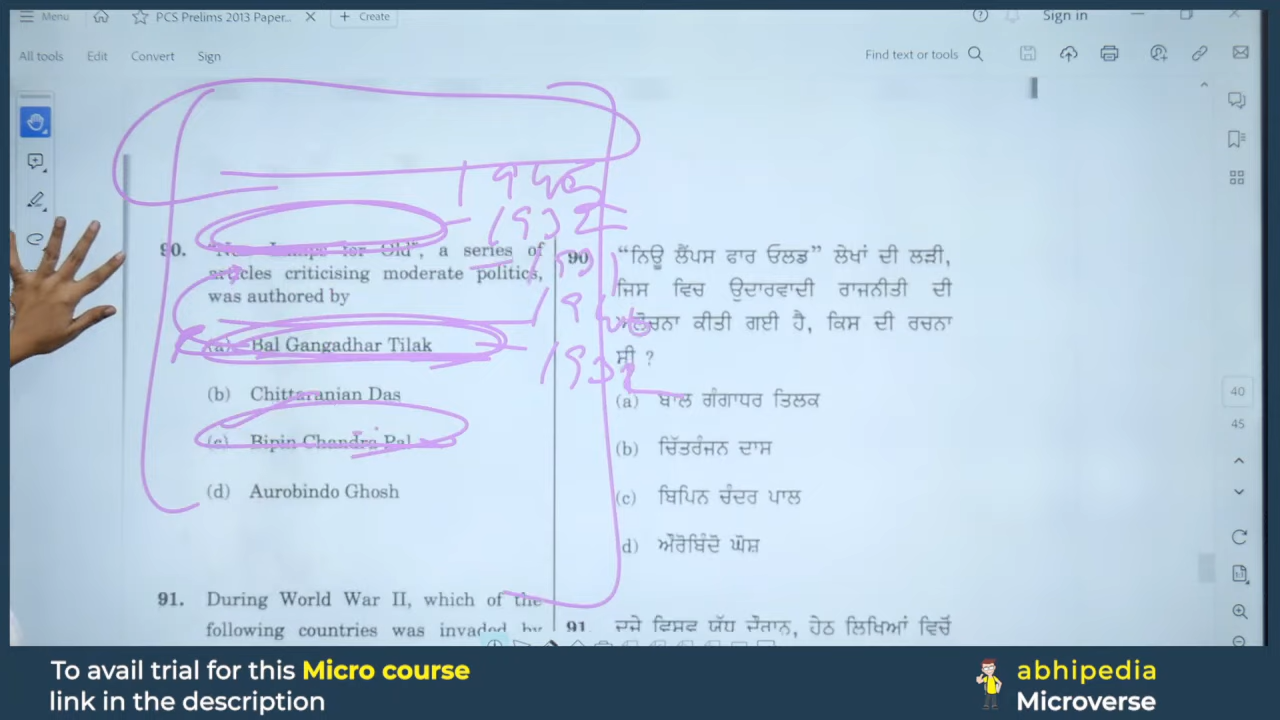 Menu
PCS Prelims 2013 Paper...
Create
Sign in
All tools Edit Convert Sign
Find text or tools
1932
90. "New Lamps for Old", a series of
articles criticising moderate politics,
was authored by
(a) Bal Gangadhar Tilak
(b) Chittaranjan Das
(c) Bipin Chandra Pal
(d) Aurobindo Ghosh
91. During World War II, which of the
following countries was invaded by
90 “ਨਿਊ ਲੈਂਪਸ ਫਾਰ ਓਲਡ” ਲੇਖਾਂ ਦੀ ਲੜੀ,
ਜਿਸ ਵਿਚ ਉਦਾਰਵਾਦੀ ਰਾਜਨੀਤੀ ਦੀ
ਅਲੋਚਨਾ ਕੀਤੀ ਗਈ ਹੈ, ਕਿਸ ਦੀ ਰਚਨਾ
ਸੀ ?
(a) ਬਾਲ ਗੰਗਾਧਰ ਤਿਲਕ
(b) ਚਿੱਤਰੰਜਨ ਦਾਸ
(c) ਬਿਪਿਨ ਚੰਦਰ ਪਾਲ
d) ਔਰੋਬਿੰਦੋ ਘੋਸ਼
91. ਦੂਜੇ ਵਿਸ਼ਵ ਯੁੱਧ ਦੌਰਾਨ, ਹੇਠ ਲਿਖਿਆਂ ਵਿਚੋਂ
40
45
To avail trial for this Micro course
link in the description
abhipedia
Microverse